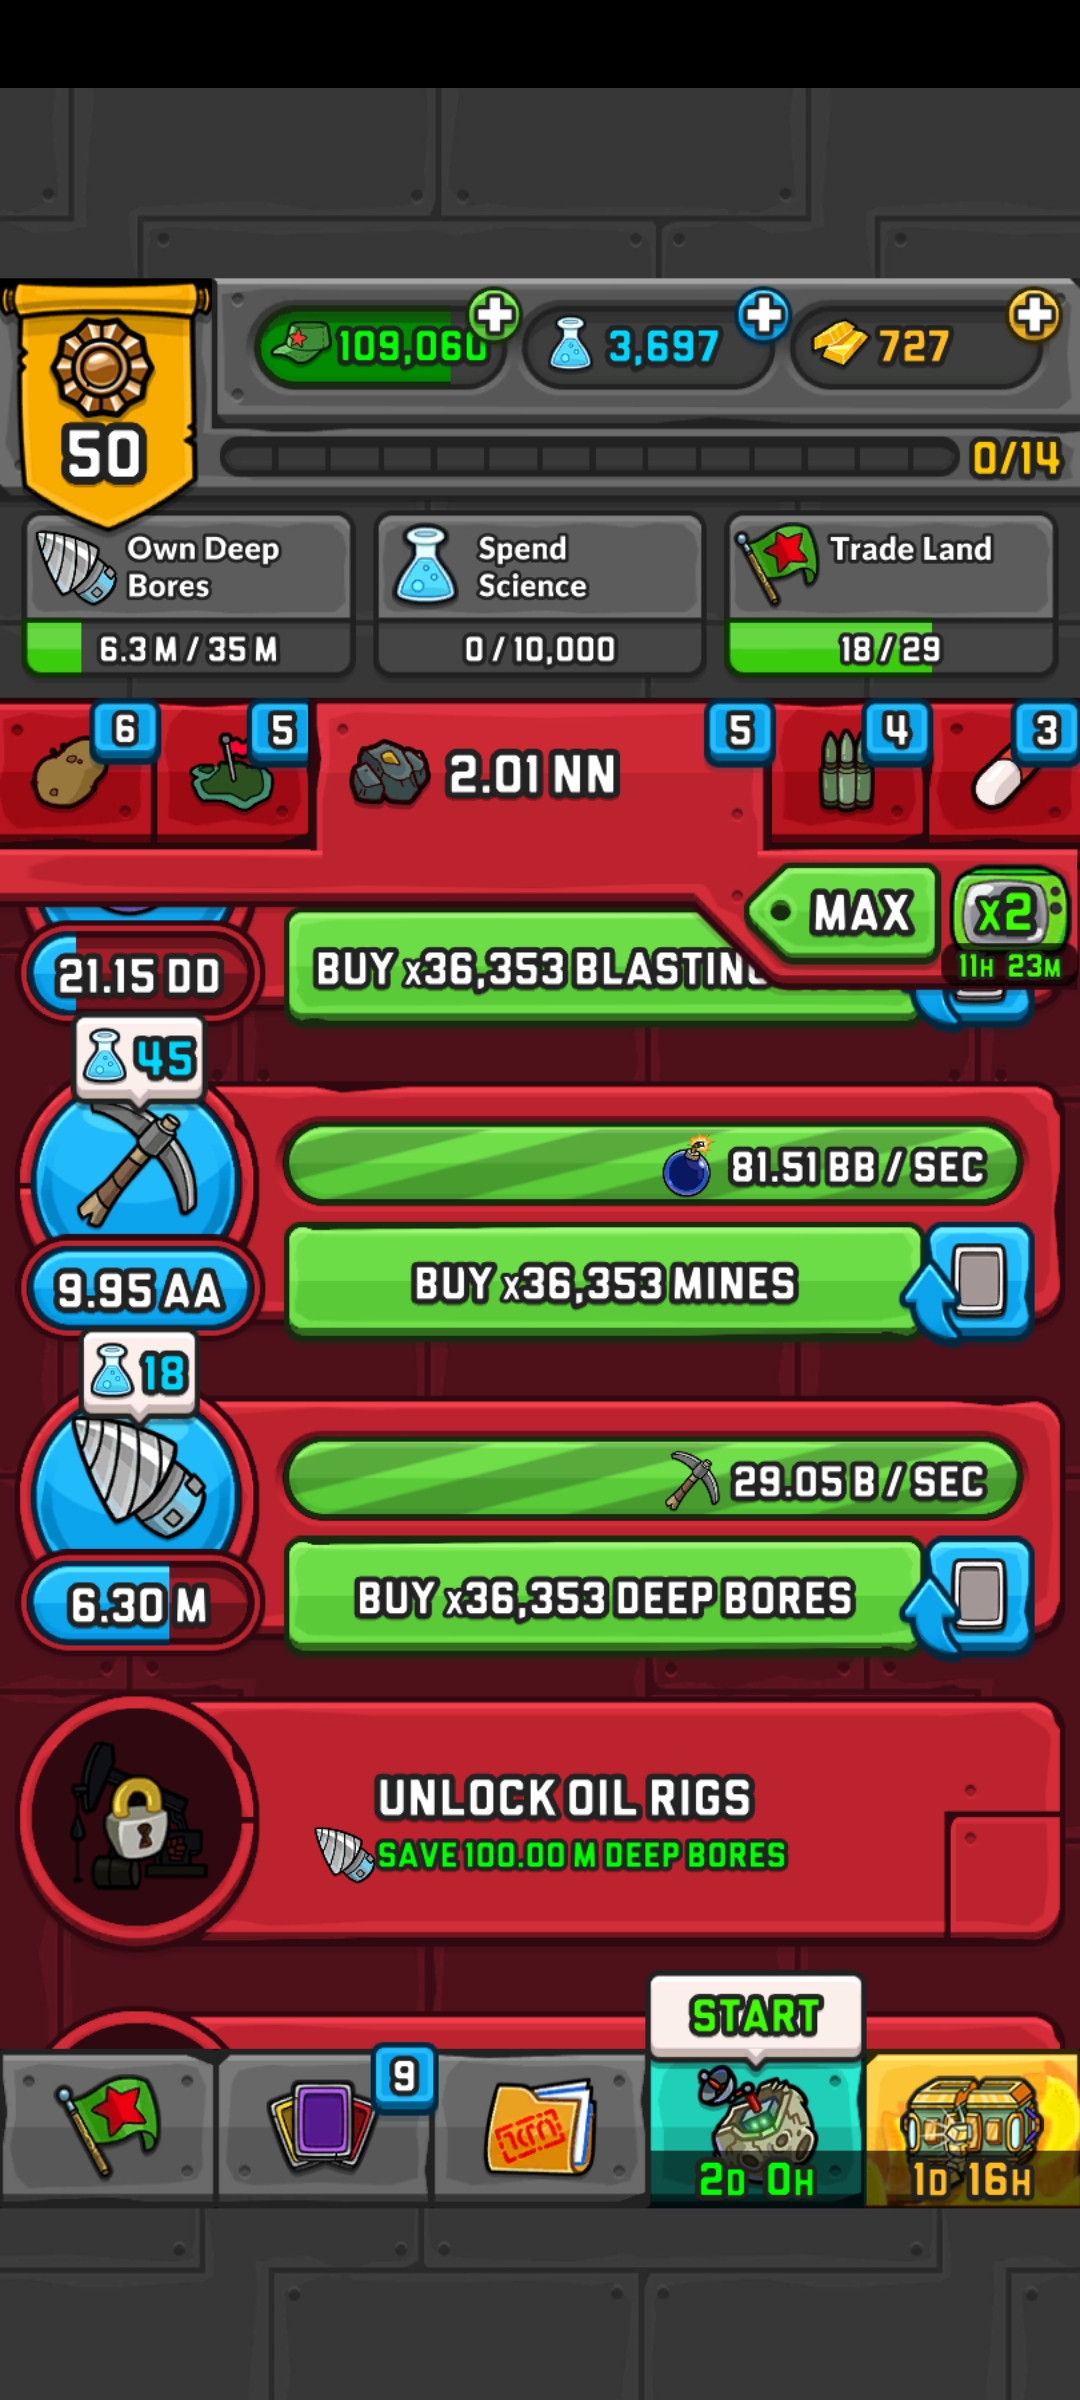 109,060
3,697
727
50
0/14
Own Deep
Bores
Spend
Science
Trade Land
6.3 M / 35 M
0 / 10,000
18 / 29
6
5
2.01 NN
5
4
3
MAX
x2
11H 23M
21.15 DD
BUY x36,353
45
81.51 BB / SEC
9.95 AA
BUY x36,353 MINES
18
29.05 B / SEC
6.30 M
BUY x36,353 DEEP BORES
UNLOCK OIL RIGS
SAVE 100.00 M DEEP BORES
START
9
2D 0H
1D 16H